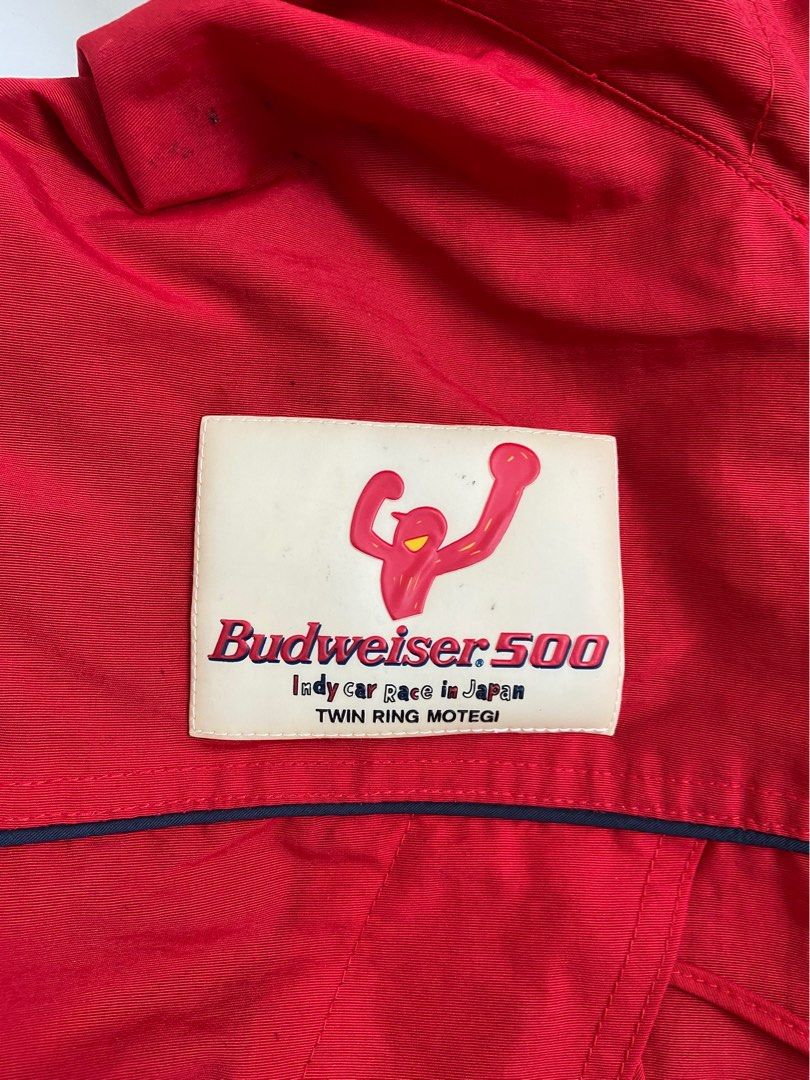 Budweiser® 500
Indy car Race in Japan
TWIN RING MOTEGI